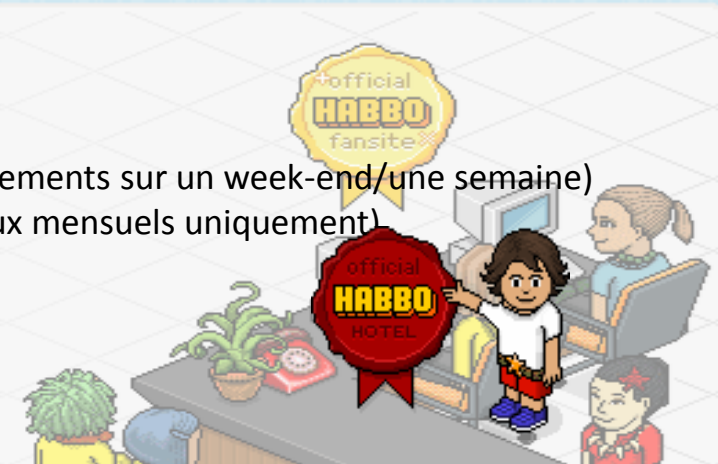 official
HABBO
fansite
ements sur un week-end/une semaine)
ux mensuels uniquement)
official
HABBO
HOTEL